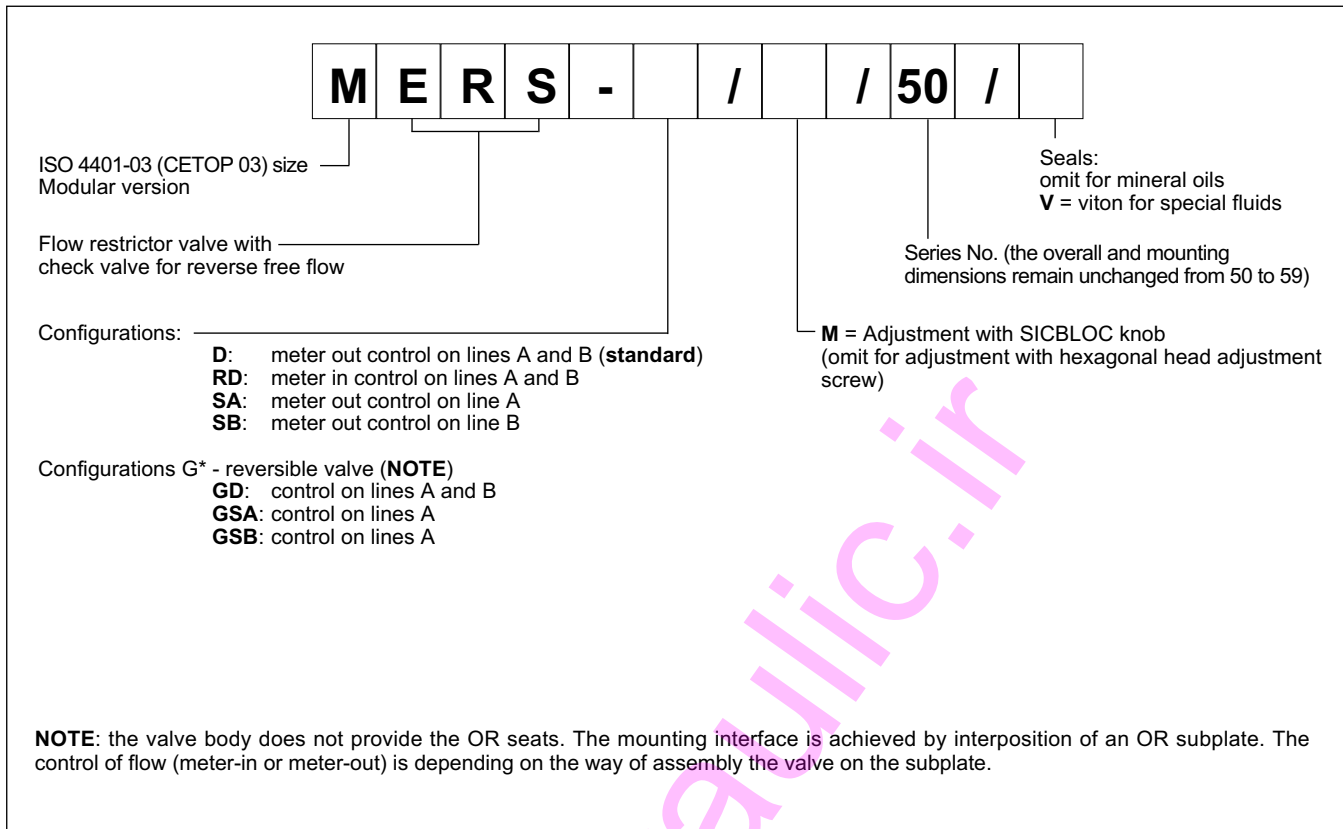 M E R S - / / 50 /
ISO 4401-03 (CETOP 03) size
Modular version
Flow restrictor valve with
check valve for reverse free flow
Configurations:
D: meter out control on lines A and B (standard)
RD: meter in control on lines A and B
SA: meter out control on line A
SB: meter out control on line B
Configurations G* - reversible valve (NOTE)
GD: control on lines A and B
GSA: control on lines A
GSB: control on lines A
Seals:
omit for mineral oils
V = viton for special fluids
Series No. (the overall and mounting
dimensions remain unchanged from 50 to 59)
M = Adjustment with SICBLOC knob
(omit for adjustment with hexagonal head adjustment
screw)
NOTE: the valve body does not provide the OR seats. The mounting interface is achieved by interposition of an OR subplate. The
control of flow (meter-in or meter-out) is depending on the way of assembly the valve on the subplate.
aulic.ir